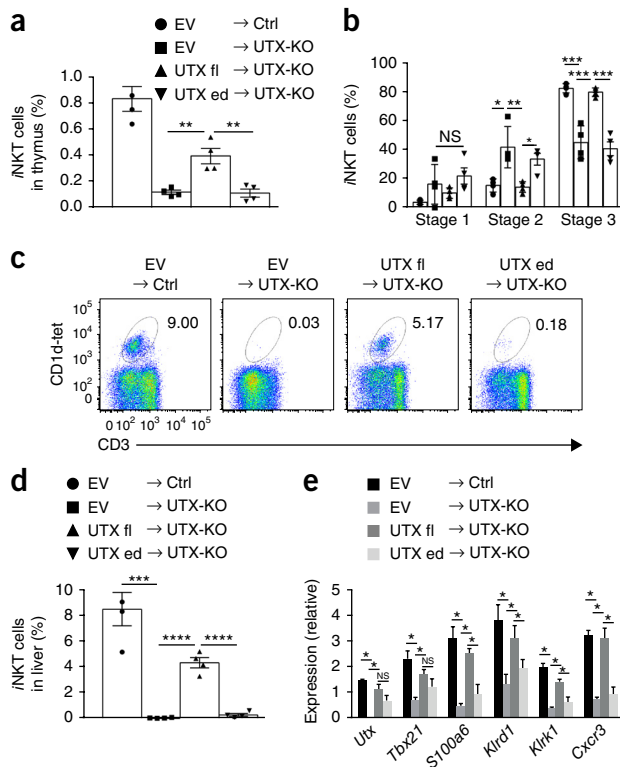 a
EV → Ctrl
EV → UTX-KO
UTX fl → UTX-KO
UTX ed → UTX-KO
iNKT cells
in thymus (%)
1.0
0.8
0.6
0.4
0.2
0.0
** **
b
iNKT cells (%)
100
80
60
40
20
0
NS
* ** *
*** *** ***
Stage 1 Stage 2 Stage 3
c
EV → Ctrl
EV → UTX-KO
UTX fl → UTX-KO
UTX ed → UTX-KO
CD1d-tet
10⁵
10⁴
10³
10²
0
9.00 0.03 5.17 0.18
0 10² 10³ 10⁴ 10⁵
CD3
d
EV → Ctrl
EV → UTX-KO
UTX fl → UTX-KO
UTX ed → UTX-KO
iNKT cells
in liver (%)
10
8
6
4
2
0
*** **** ****
e
EV → Ctrl
EV → UTX-KO
UTX fl → UTX-KO
UTX ed → UTX-KO
Expression (relative)
5
4
3
2
1
0
* * NS
* * NS
* * *
* * *
* * *
* * *
Utx Tbx21 S100a6 Klrd1 Klrk1 Cxcr3